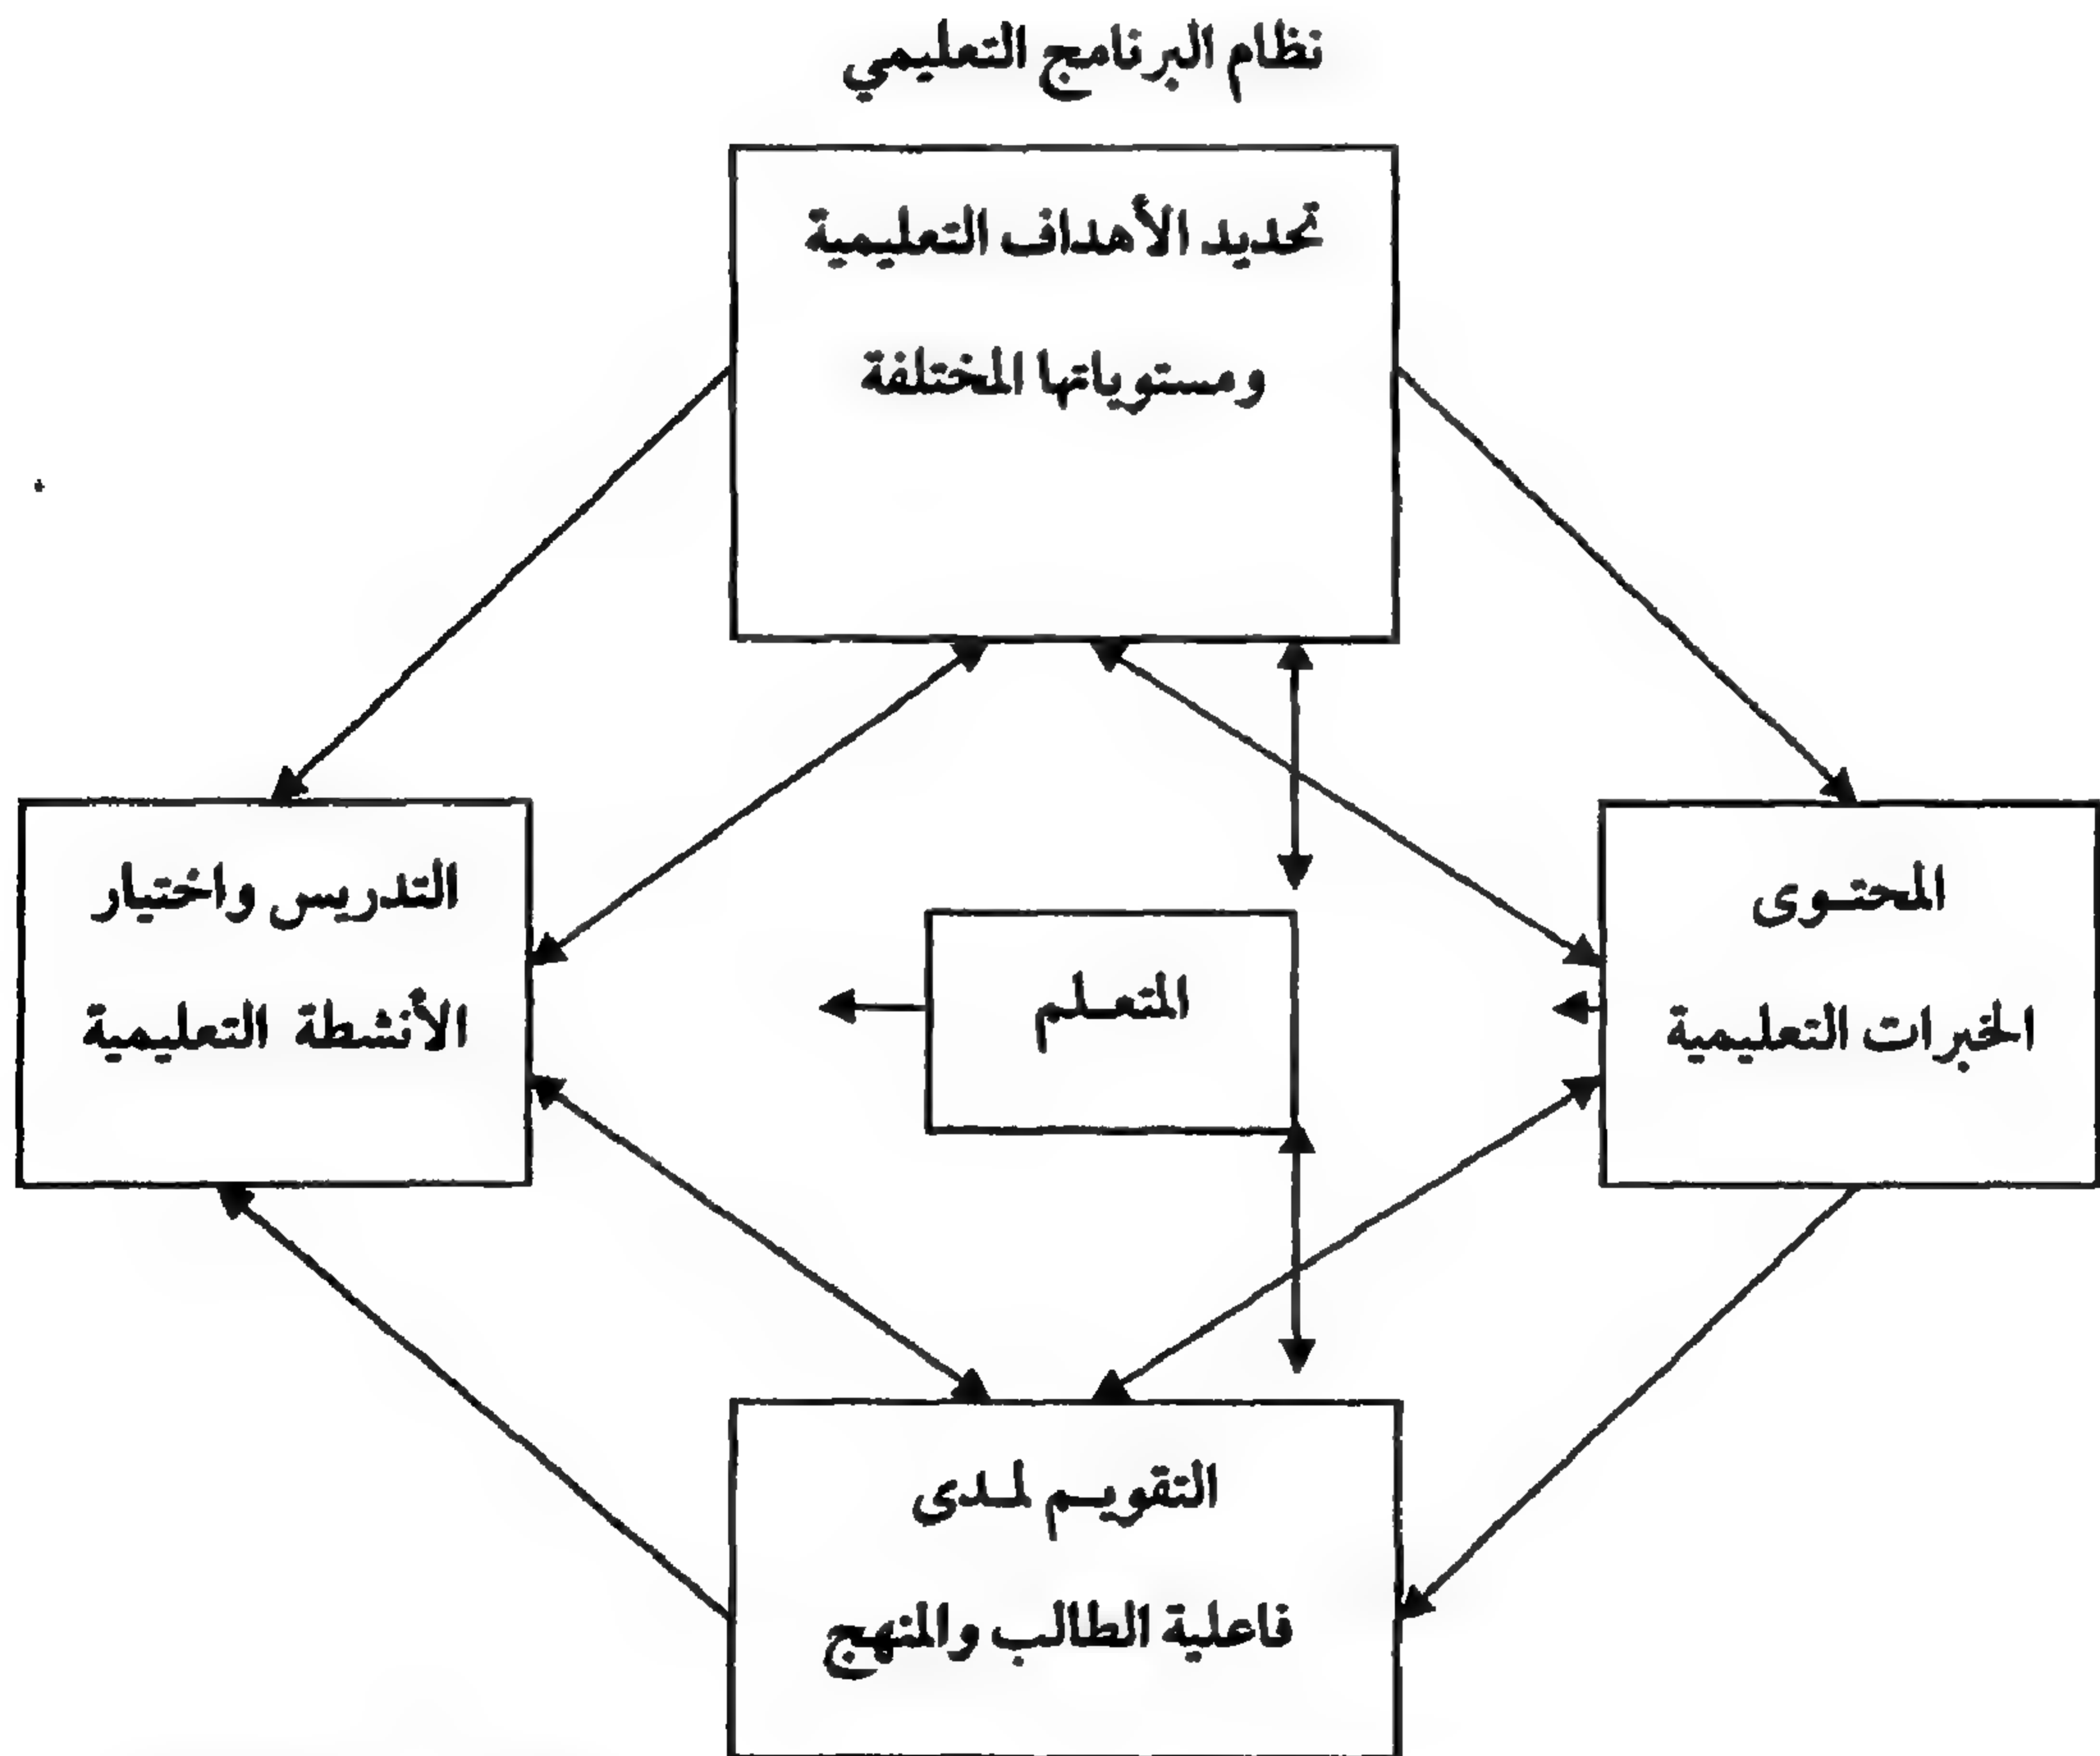 نظام البرنامج التعليمي
تحديد الأهداف التعليمية
ومستوياتها المختلفة
المحتوى
الخبرات التعليمية
المتعلم
التدريس واختيار
الأنشطة التعليمية
التقويم لمدى
فاعلية الطالب والمنهج